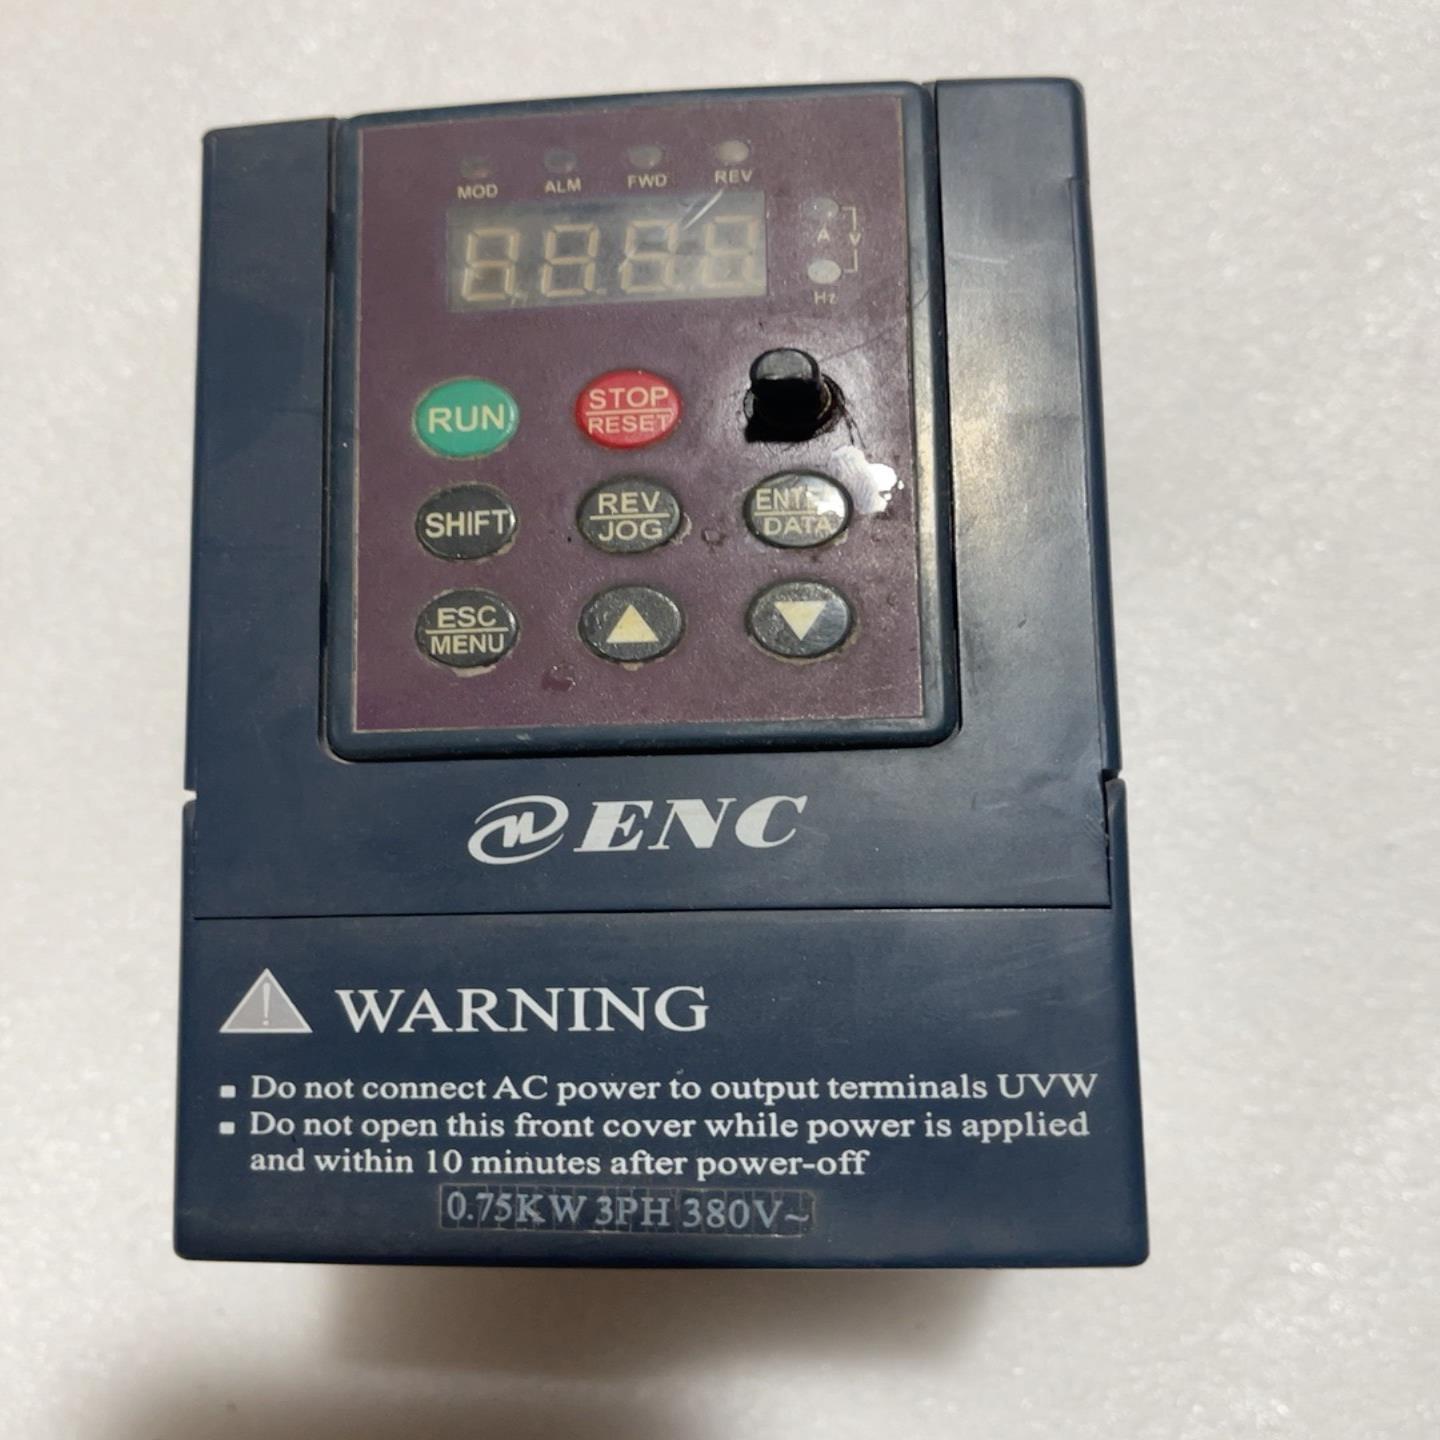 MOD ALM FWD REV
A V
Hz
RUN STOP
RESET
SHIFT REV
JOG ENTER
DATA
ESC
MENU
ENC
WARNING
▪ Do not connect AC power to output terminals UVW
▪ Do not open this front cover while power is applied
and within 10 minutes after power-off
0.75KW 3PH 380V~